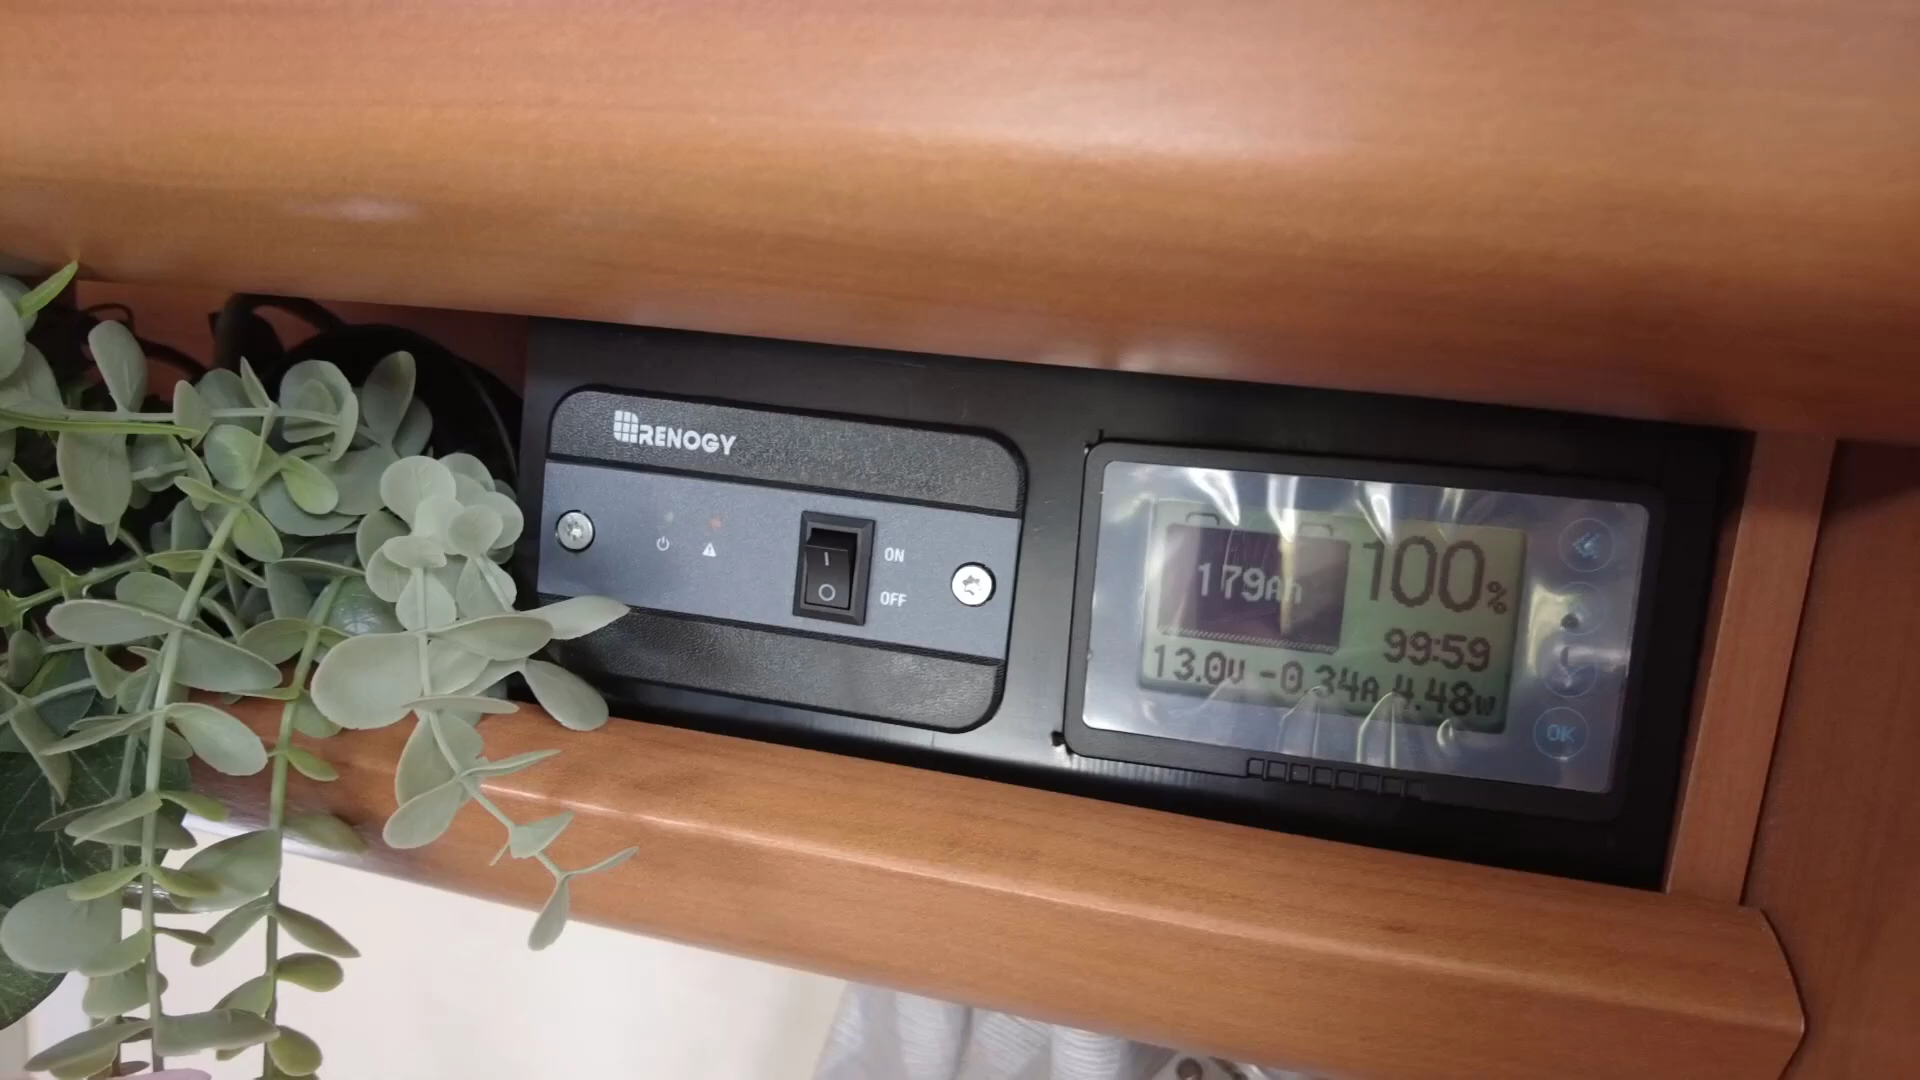 RENOGY
I
O
ON
OFF
179Ah
100%
99:59
13.0V -0.34A 4.48W
OK